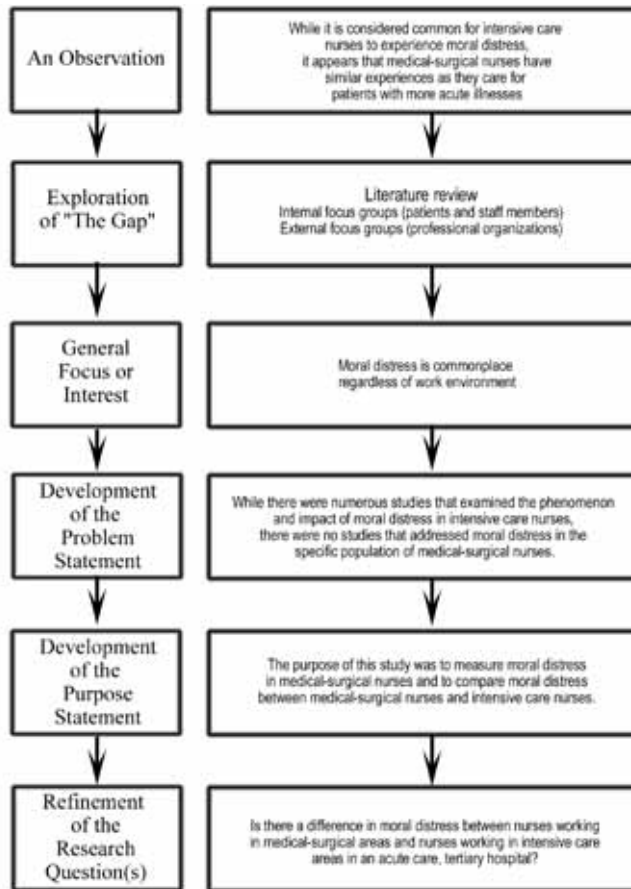 An Observation
While it is considered common for intensive care
nurses to experience moral distress,
it appears that medical-surgical nurses have
similar experiences as they care for
patients with more acute illnesses
Exploration
of "The Gap"
Literature review
Internal focus groups (patients and staff members)
External focus groups (professional organizations)
General
Focus or
Interest
Moral distress is commonplace
regardless of work environment
Development
of the
Problem
Statement
While there were numerous studies that examined the phenomenon
and impact of moral distress in intensive care nurses,
there were no studies that addressed moral distress in the
specific population of medical-surgical nurses.
Development
of the
Purpose
Statement
The purpose of this study was to measure moral distress
in medical-surgical nurses and to compare moral distress
between medical-surgical nurses and intensive care nurses.
Refinement
of the
Research
Question(s)
Is there a difference in moral distress between nurses working
in medical-surgical areas and nurses working in intensive care
areas in an acute care, tertiary hospital?